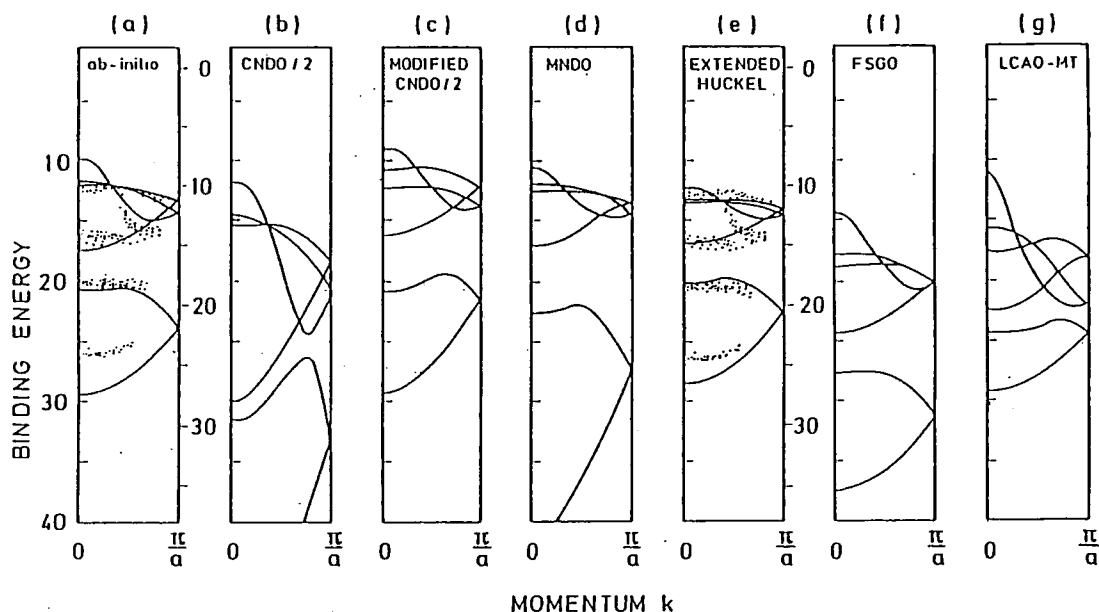 (a) (b) (c) (d) (e) (f) (g)
ab-initio
CNDO/2
MODIFIED
CNDO/2
MNDO
EXTENDED
HUCKEL
FSGO
LCAO-MT
BINDING ENERGY
10
20
30
40
0
10
20
30
0
10
20
30
0 π/a 0 π/a 0 π/a 0 π/a 0 π/a 0 π/a 0 π/a
MOMENTUM k